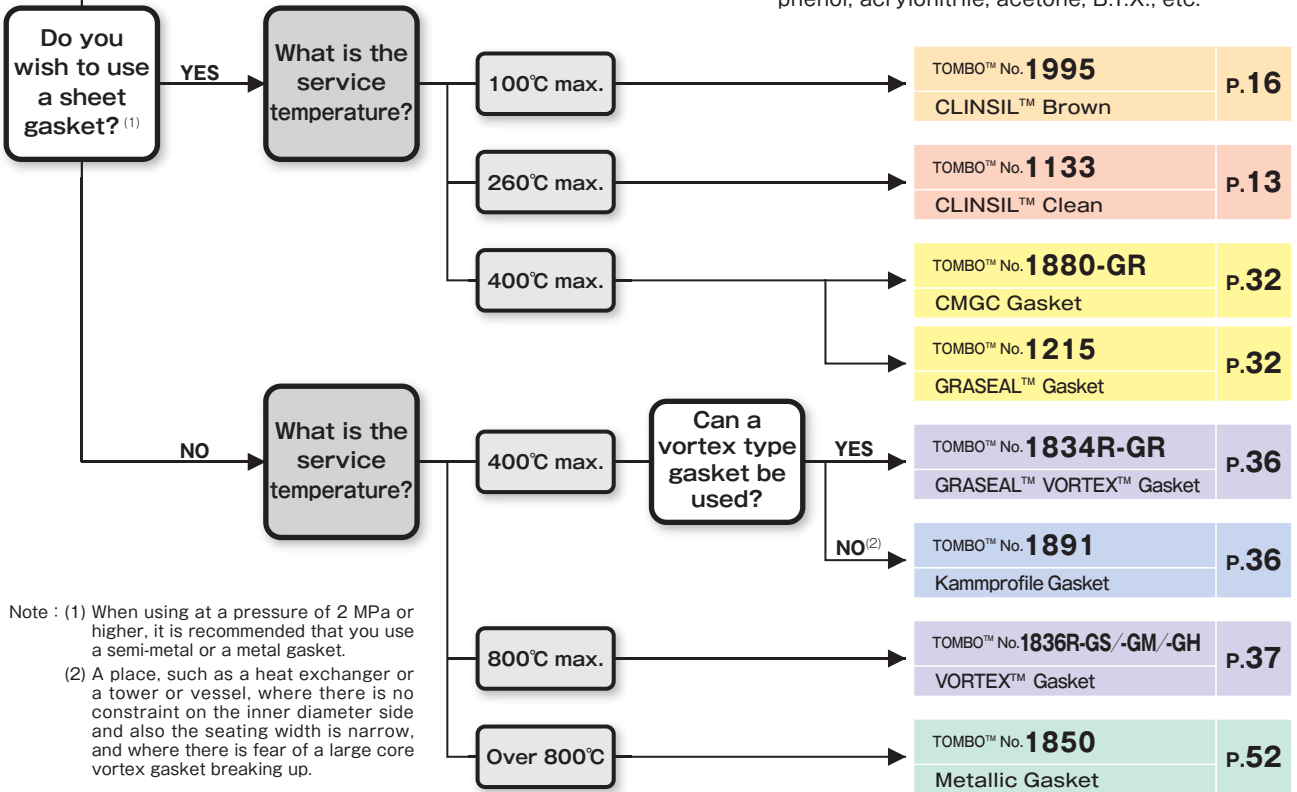 phenol, acrylonitrile, acetone, B.T.X., etc.
Do you
wish to use
a sheet
gasket? (1)
YES
What is the
service
temperature?
100℃ max.
TOMBO™ No.1995
CLINSIL™ Brown
P.16
260℃ max.
TOMBO™ No.1133
CLINSIL™ Clean
P.13
400℃ max.
TOMBO™ No.1880-GR
CMGC Gasket
P.32
TOMBO™ No.1215
GRASEAL™ Gasket
P.32
NO
What is the
service
temperature?
400℃ max.
Can a
vortex type
gasket be
used?
YES
TOMBO™ No.1834R-GR
GRASEAL™ VORTEX™ Gasket
P.36
NO(2)
TOMBO™ No.1891
Kammprofile Gasket
P.36
800℃ max.
TOMBO™ No.1836R-GS/-GM/-GH
VORTEX™ Gasket
P.37
Over 800℃
TOMBO™ No.1850
Metallic Gasket
P.52
Note : (1) When using at a pressure of 2 MPa or
higher, it is recommended that you use
a semi-metal or a metal gasket.
(2) A place, such as a heat exchanger or
a tower or vessel, where there is no
constraint on the inner diameter side
and also the seating width is narrow,
and where there is fear of a large core
vortex gasket breaking up.